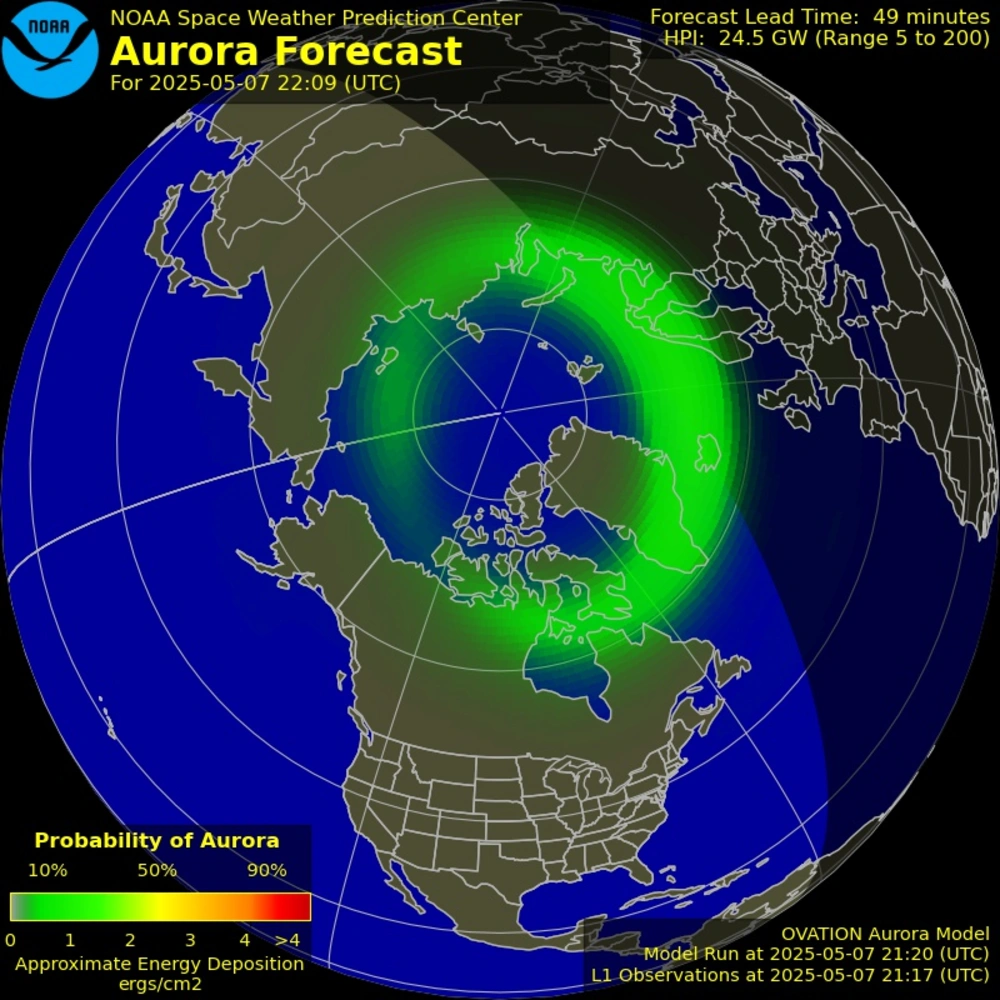 NOAA
NOAA Space Weather Prediction Center
Aurora Forecast
For 2025-05-07 22:09 (UTC)
Forecast Lead Time: 49 minutes
HPI: 24.5 GW (Range 5 to 200)
Probability of Aurora
10% 50% 90%
0 1 2 3 4 >4
Approximate Energy Deposition
ergs/cm2
OVATION Aurora Model
Model Run at 2025-05-07 21:20 (UTC)
L1 Observations at 2025-05-07 21:17 (UTC)